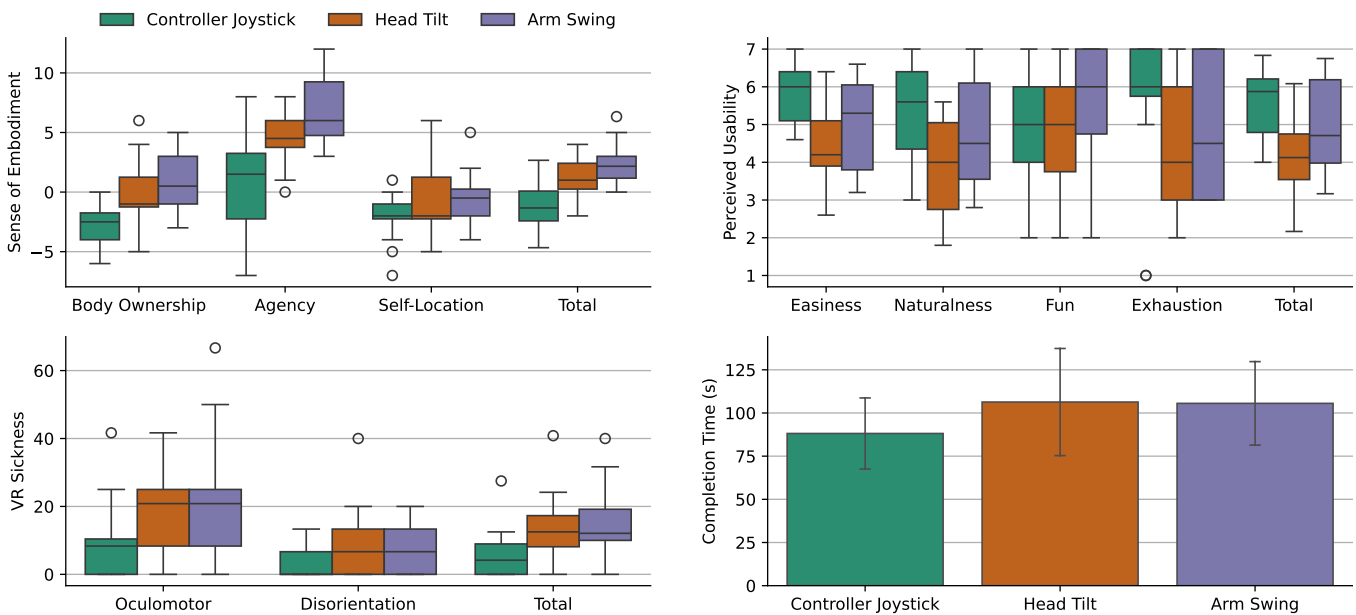 Controller Joystick Head Tilt Arm Swing
Sense of Embodiment
10
5
0
−5
Body Ownership Agency Self-Location Total
Perceived Usability
7
6
5
4
3
2
1
Easiness Naturalness Fun Exhaustion Total
VR Sickness
60
40
20
0
Oculomotor Disorientation Total
Completion Time (s)
125
100
75
50
25
0
Controller Joystick Head Tilt Arm Swing